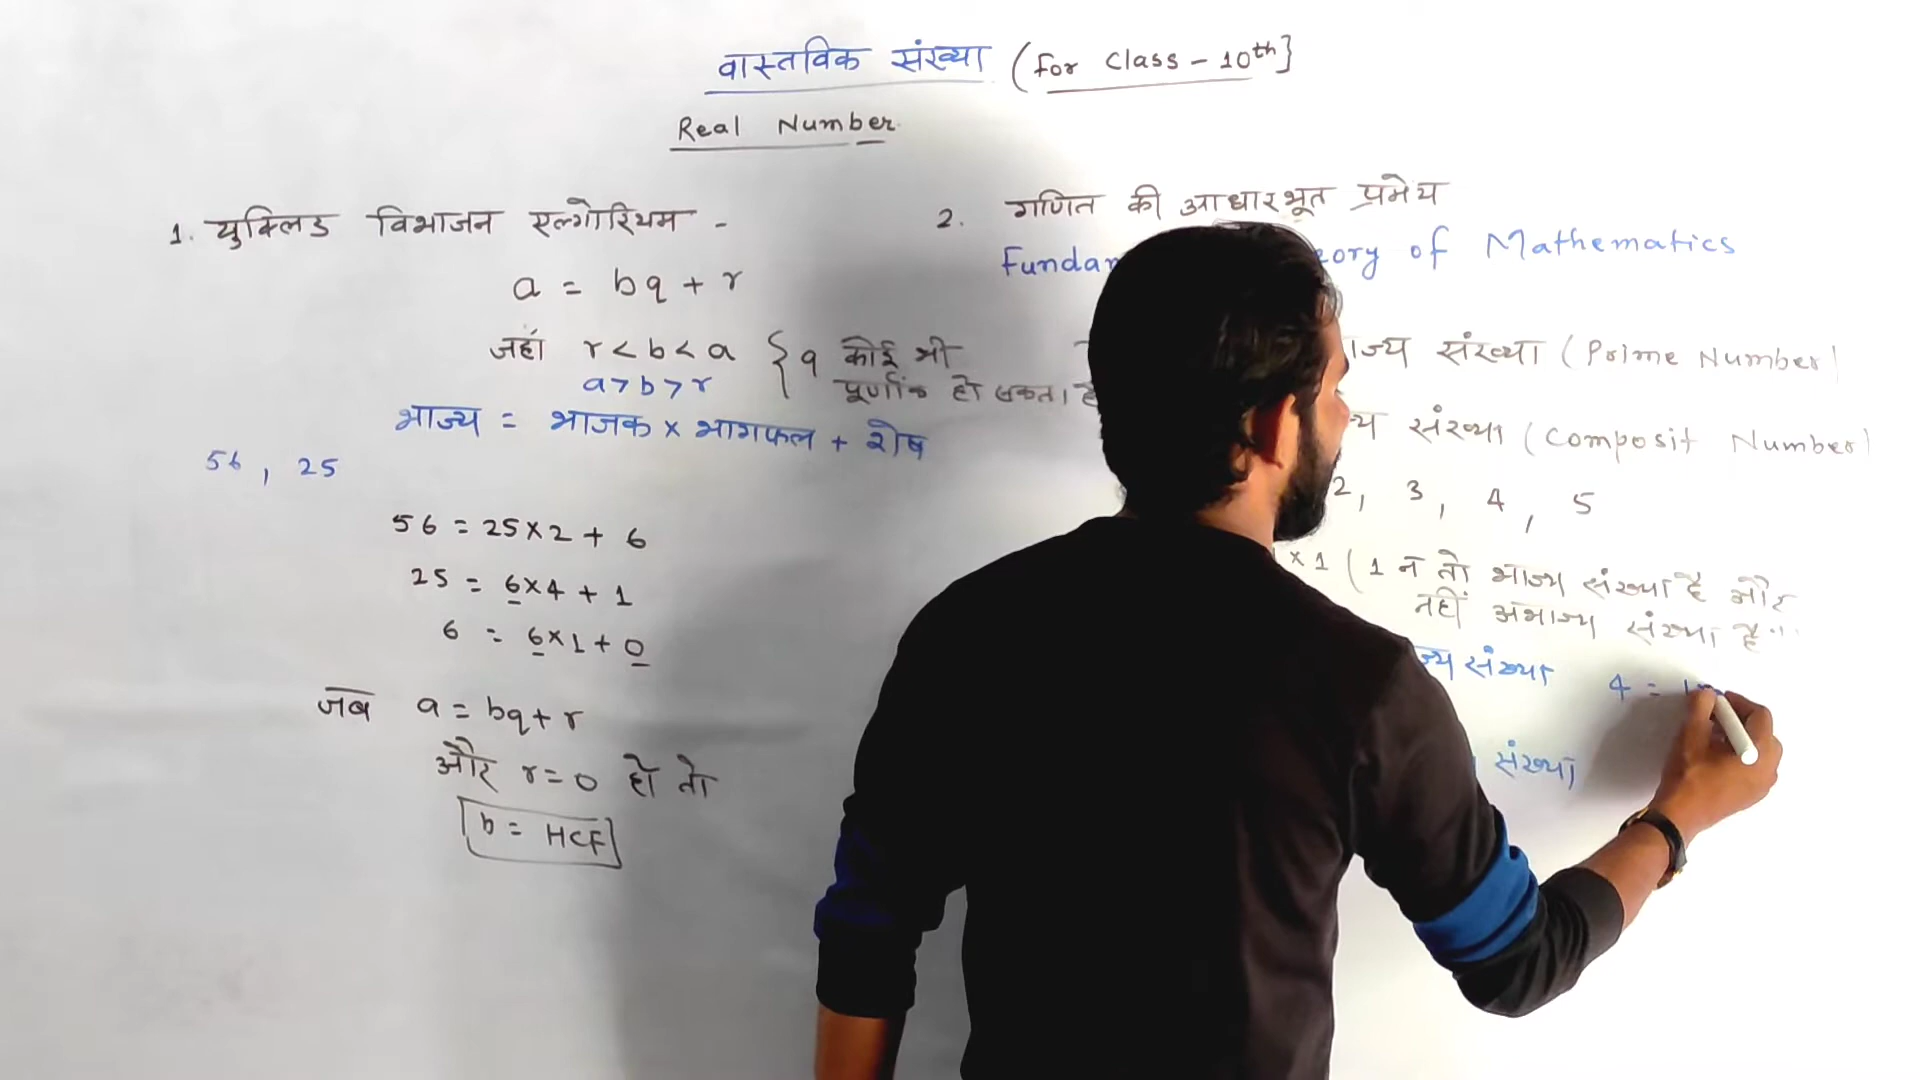 वास्तविक संख्या (for class - 10th]
Real Number
1. युक्लिड विभाजन एल्गोरिथम -
a = bq + r
जहाँ r < b < a { q कोई भी
a > b > r पूर्णांक हो सकता है
भाज्य = भाजक x भागफल + शेष
56 , 25
56 = 25x2 + 6
25 = 6x4 + 1
6 = 6x1 + 0
जब a = bq + r
और r = 0 हो तो
b = HCF
2. गणित की आधारभूत प्रमेय
of Mathematics
संख्या (Prime Number)
संख्या (Composit Number)
2, 3, 4, 5
x 1 (1 न तो भाज्य संख्या है और
नहीं अभाज्य संख्या है"
संख्या 4 =
संख्या